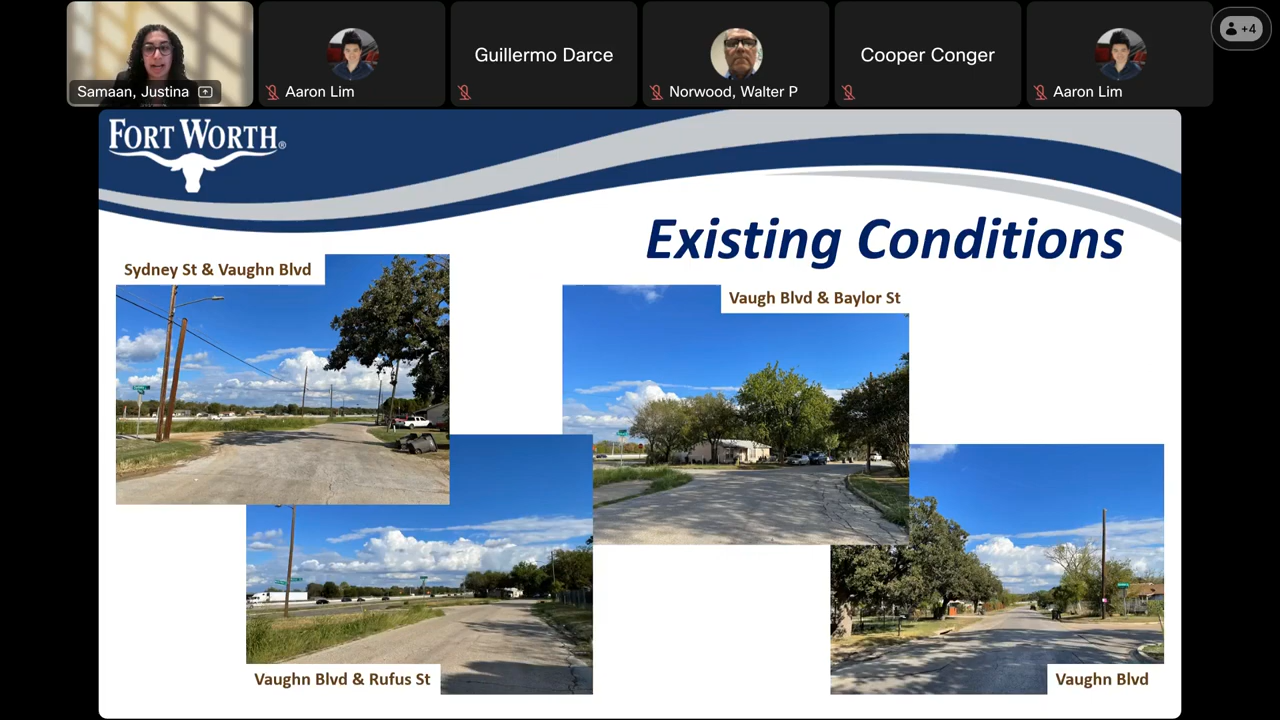 Samaan, Justina
Aaron Lim
Guillermo Darce
Norwood, Walter P
Cooper Conger
Aaron Lim
+4
FORT WORTH®
Existing Conditions
Sydney St & Vaughn Blvd
Vaugh Blvd & Baylor St
Vaughn Blvd & Rufus St
Vaughn Blvd